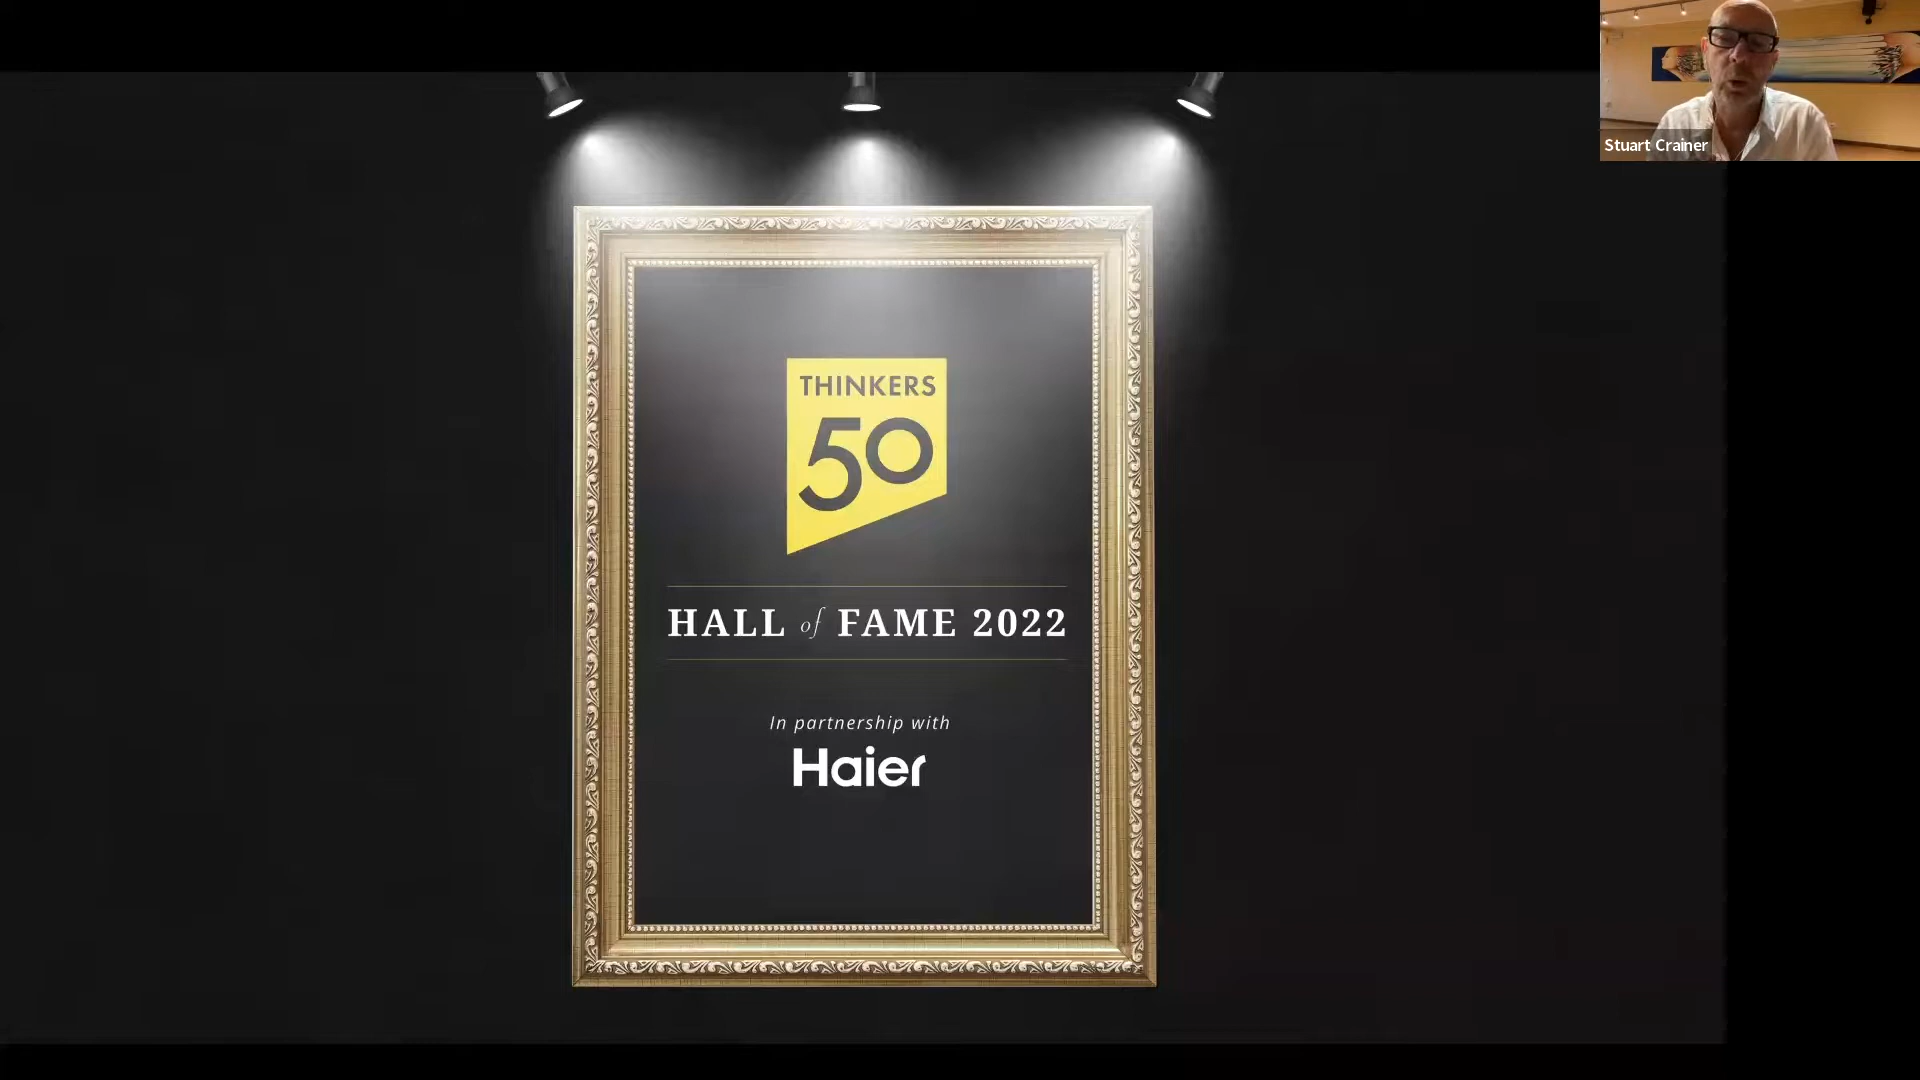 Stuart Crainer
THINKERS
50
HALL of FAME 2022
In partnership with
Haier